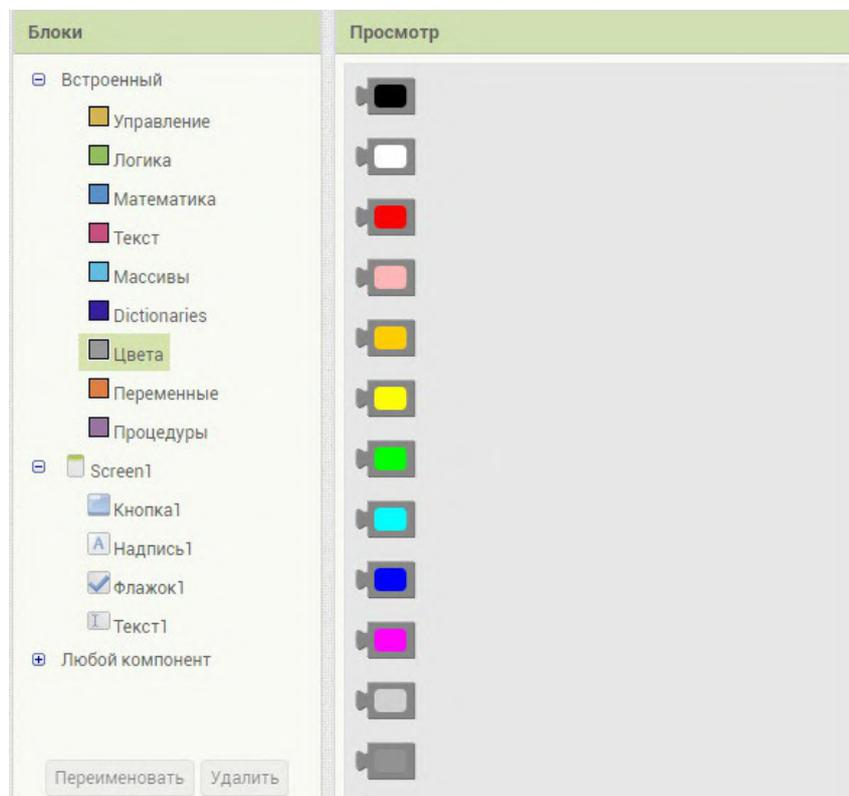 Блоки
Просмотр
Встроенный
Управление
Логика
Математика
Текст
Массивы
Dictionaries
Цвета
Переменные
Процедуры
Screen1
Кнопка1
A Надпись1
Флажок1
I Текст1
Любой компонент
Переименовать Удалить